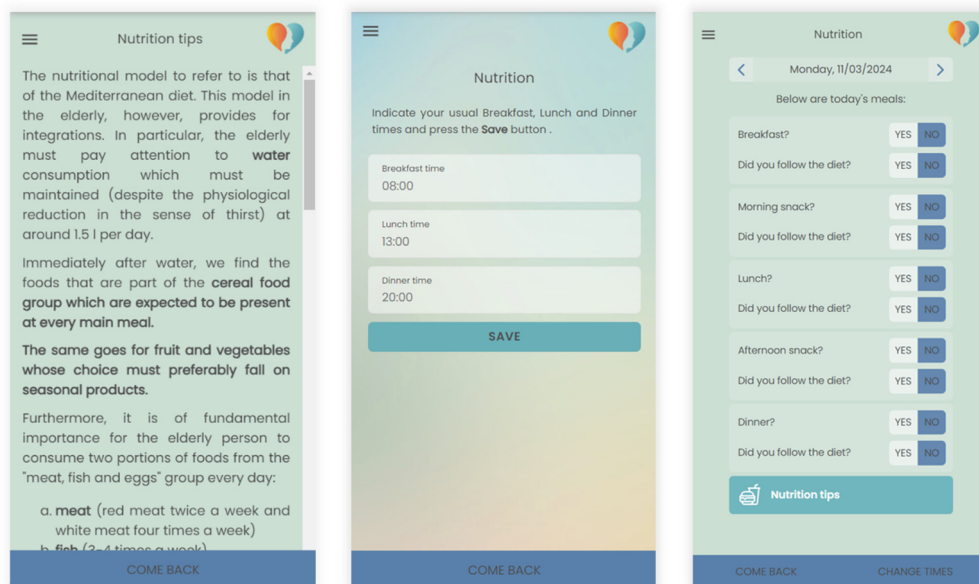 Nutrition tips
The nutritional model to refer to is that
of the Mediterranean diet. This model in
the elderly, however, provides for
integrations. In particular, the elderly
must pay attention to water
consumption which must be
maintained (despite the physiological
reduction in the sense of thirst) at
around 1.5 l per day.
Immediately after water, we find the
foods that are part of the cereal food
group which are expected to be present
at every main meal.
The same goes for fruit and vegetables
whose choice must preferably fall on
seasonal products.
Furthermore, it is of fundamental
importance for the elderly person to
consume two portions of foods from the
"meat, fish and eggs" group every day:
a. meat (red meat twice a week and
white meat four times a week)
b. fish (3-4 times a week)
COME BACK
Nutrition
Indicate your usual Breakfast, Lunch and Dinner
times and press the Save button .
Breakfast time
08:00
Lunch time
13:00
Dinner time
20:00
SAVE
COME BACK
Nutrition
Monday, 11/03/2024
Below are today's meals:
Breakfast? YES NO
Did you follow the diet? YES NO
Morning snack? YES NO
Did you follow the diet? YES NO
Lunch? YES NO
Did you follow the diet? YES NO
Afternoon snack? YES NO
Did you follow the diet? YES NO
Dinner? YES NO
Did you follow the diet? YES NO
Nutrition tips
COME BACK CHANGE TIMES